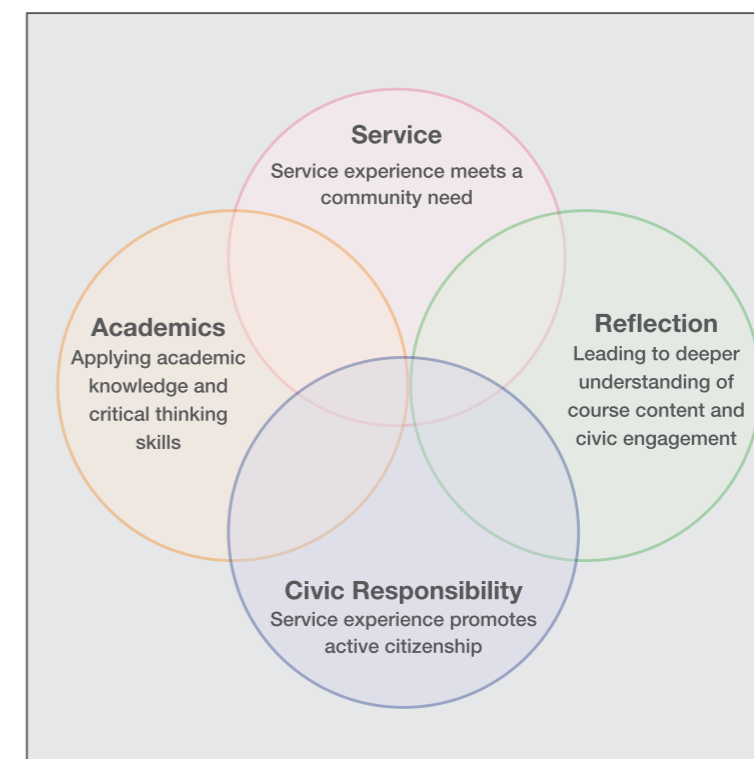 Service
Service experience meets a
community need
Academics
Applying academic
knowledge and
critical thinking
skills
Reflection
Leading to deeper
understanding of
course content and
civic engagement
Civic Responsibility
Service experience promotes
active citizenship